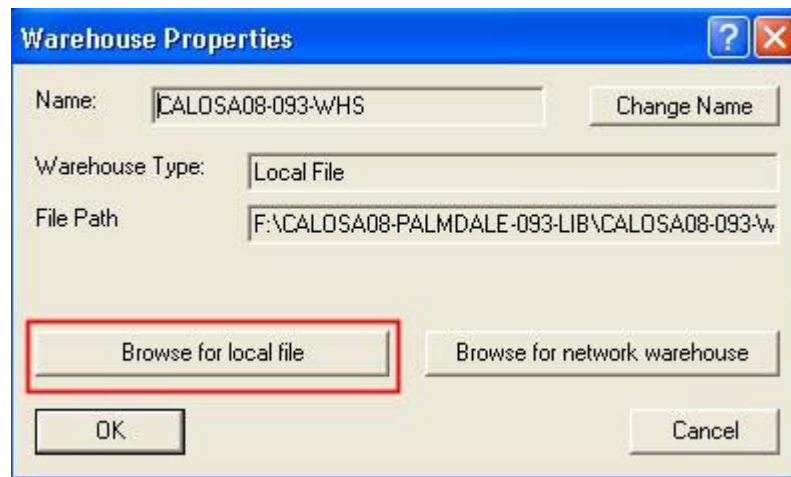 Warehouse Properties
Name: CALOSA08-093-WHS Change Name
Warehouse Type: Local File
File Path F:\CALOSA08-PALMDALE-093-LIB\CALOSA08-093-W
Browse for local file Browse for network warehouse
OK Cancel